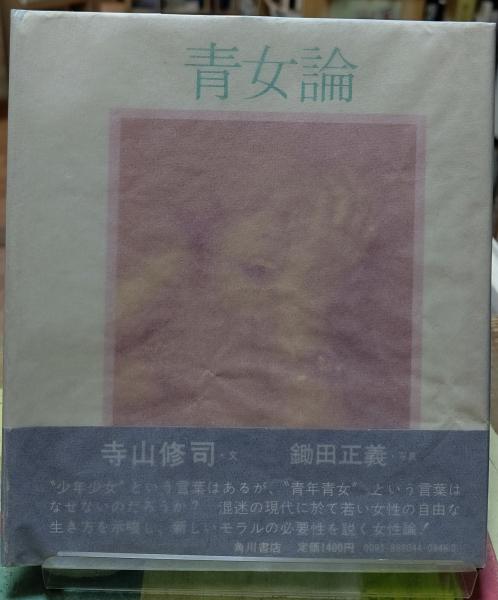 青女論
寺山修司・文　鋤田正義・写真
"少年少女"という言葉はあるが、"青年青女"という言葉は
なぜないのだろうか？　混迷の現代に於て若い女性の自由な
生き方を示唆し、新しいモラルの必要性を説く女性論！
角川書店　定価1400円